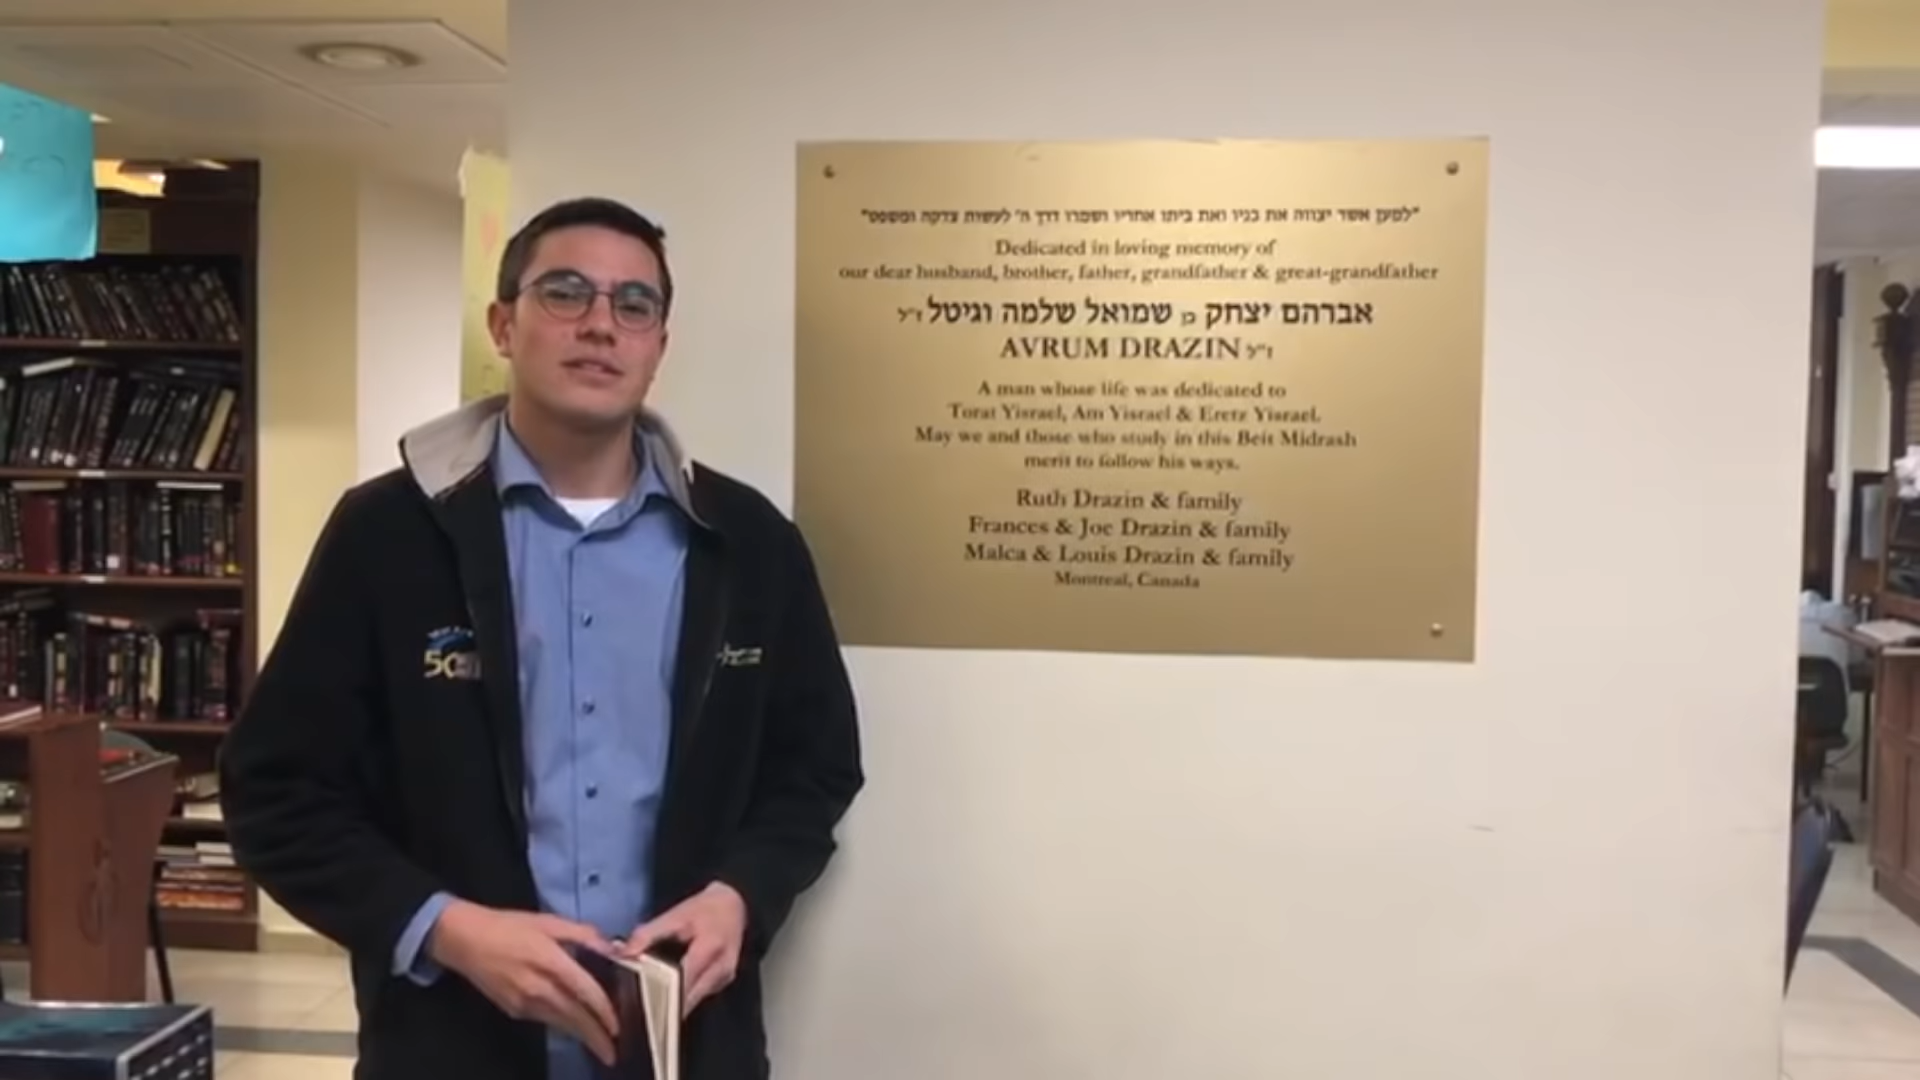 "למען אשר יצווה את בניו ואת ביתו אחריו ושמרו דרך ה' לעשות צדקה ומשפט"
Dedicated in loving memory of
our dear husband, brother, father, grandfather & great-grandfather
אברהם יצחק בן שמואל שלמה וגיטל ז"ל
AVRUM DRAZIN ז"ל
A man whose life was dedicated to
Torat Yisrael, Am Yisrael & Eretz Yisrael.
May we and those who study in this Beit Midrash
merit to follow his ways.
Ruth Drazin & family
Frances & Joe Drazin & family
Malca & Louis Drazin & family
Montreal, Canada
50